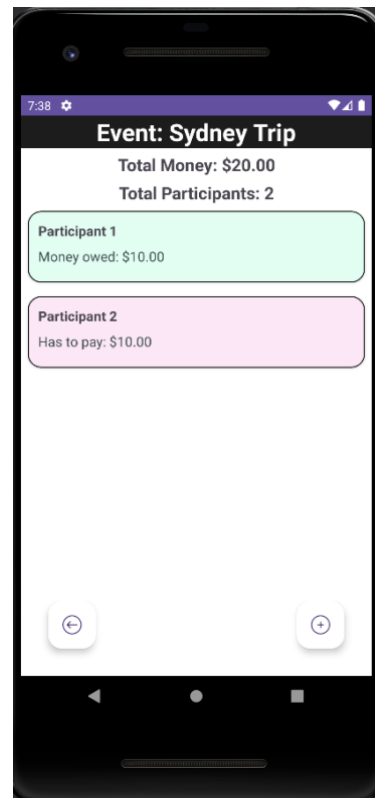 7:38
Event: Sydney Trip
Total Money: $20.00
Total Participants: 2
Participant 1
Money owed: $10.00
Participant 2
Has to pay: $10.00